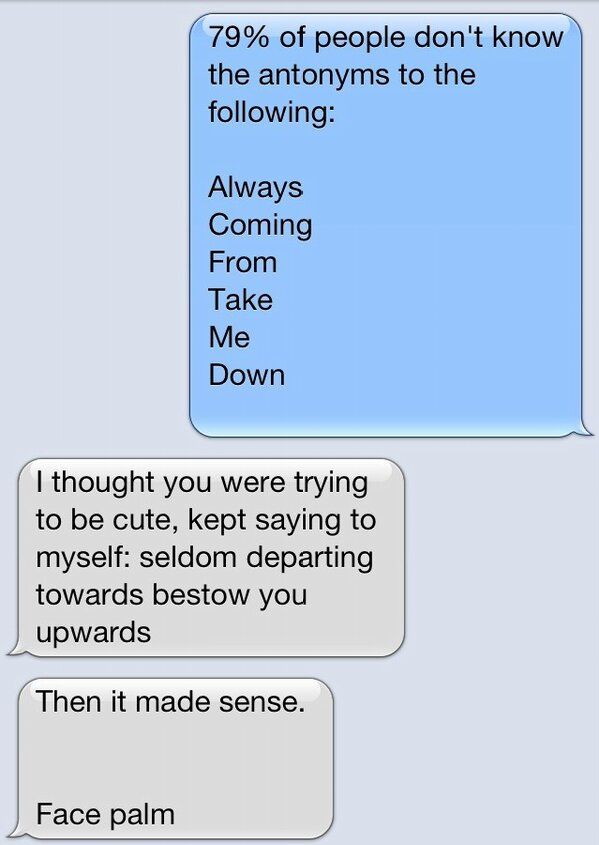 79% of people don't know
the antonyms to the
following:
Always
Coming
From
Take
Me
Down
I thought you were trying
to be cute, kept saying to
myself: seldom departing
towards bestow you
upwards
Then it made sense.
Face palm